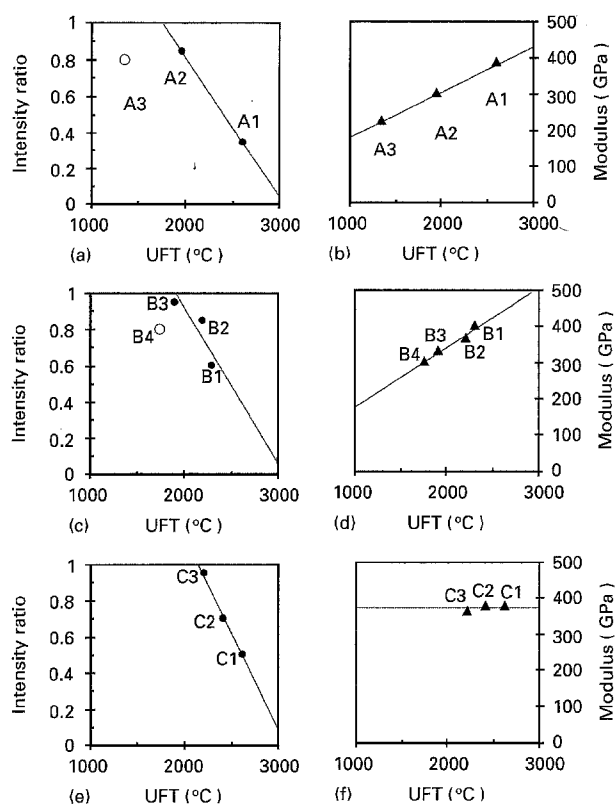 1
0.8
0.6
0.4
0.2
0
Intensity ratio
A2
A3
A1
1000 2000 3000
(a) UFT (°C)
500
400
300
200
100
0
Modulus ( GPa)
A1
A2
A3
1000 2000 3000
(b) UFT (°C)
1
0.8
0.6
0.4
0.2
0
Intensity ratio
B3
B2
B4
B1
1000 2000 3000
(c) UFT (°C)
500
400
300
200
100
0
Modulus ( GPa)
B3
B1
B4
B2
1000 2000 3000
(d) UFT (°C)
1
0.8
0.6
0.4
0.2
0
Intensity ratio
C3
C2
C1
1000 2000 3000
(e) UFT (°C)
500
400
300
200
100
0
Modulus ( GPa)
C3 C2 C1
1000 2000 3000
(f) UFT (°C)